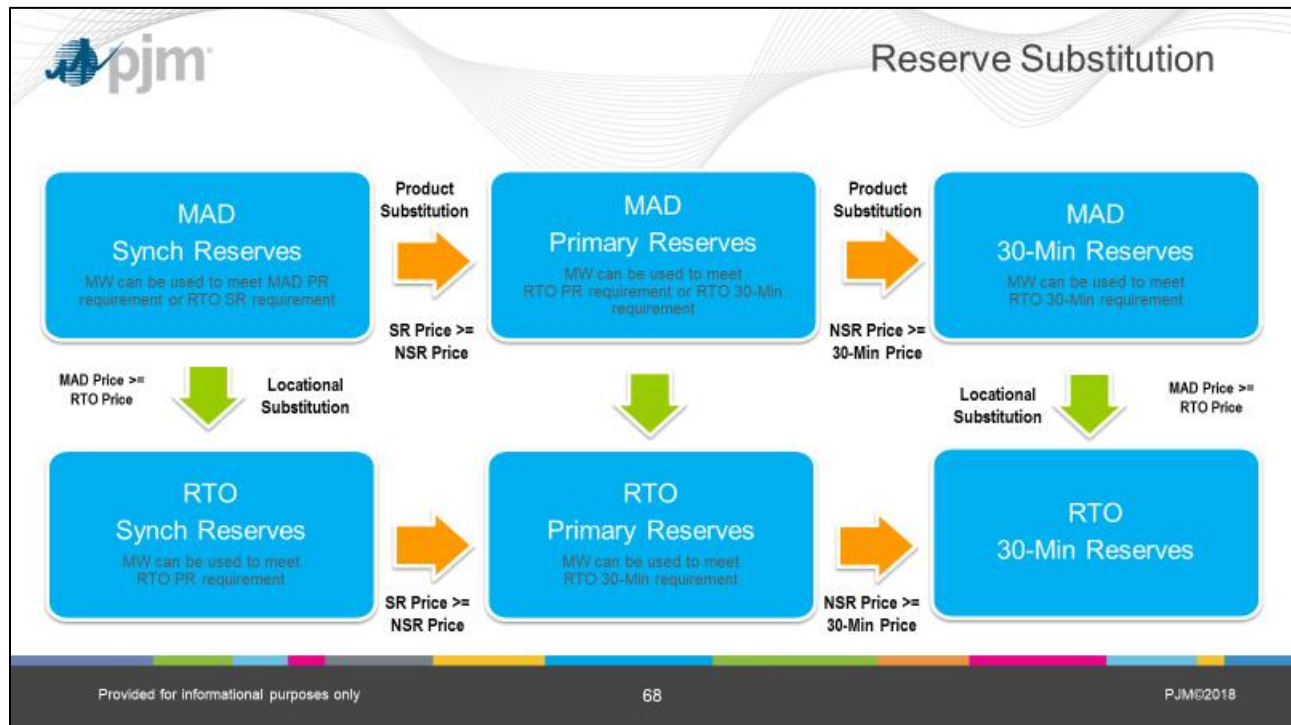 pjm
Reserve Substitution
MAD
Synch Reserves
MW can be used to meet MAD PR
requirement or RTO SR requirement
Product
Substitution
SR Price >=
NSR Price
MAD
Primary Reserves
MW can be used to meet
RTO PR requirement or RTO 30-Min
requirement
Product
Substitution
NSR Price >=
30-Min Price
MAD
30-Min Reserves
MW can be used to meet
RTO 30-Min requirement
MAD Price >=
RTO Price
Locational
Substitution
Locational
Substitution
MAD Price >=
RTO Price
RTO
Synch Reserves
MW can be used to meet
RTO PR requirement
SR Price >=
NSR Price
RTO
Primary Reserves
MW can be used to meet
RTO 30-Min requirement
NSR Price >=
30-Min Price
RTO
30-Min Reserves
Provided for informational purposes only
68
PJM©2018